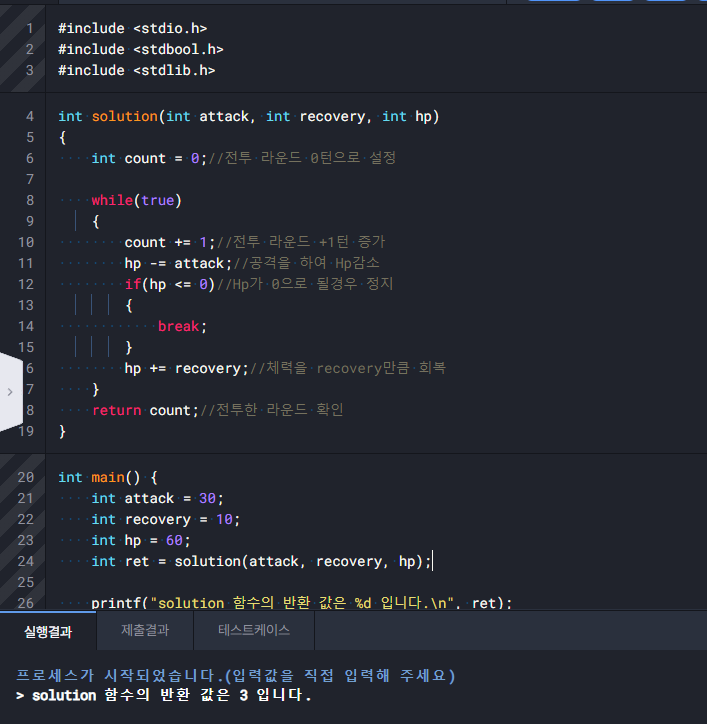 1 #include <stdio.h>
2 #include <stdbool.h>
3 #include <stdlib.h>
4 int solution(int attack, int recovery, int hp)
5 {
6 int count = 0;//전투 라운드 0턴으로 설정
7
8 while(true)
9 {
10 count += 1;//전투 라운드 +1턴 증가
11 hp -= attack;//공격을 하여 Hp감소
12 if(hp <= 0)//Hp가 0으로 될경우 정지
13 {
14 break;
15 }
6 hp += recovery;//체력을 recovery만큼 회복
7 }
8 return count;//전투한 라운드 확인
19 }
20 int main() {
21 int attack = 30;
22 int recovery = 10;
23 int hp = 60;
24 int ret = solution(attack, recovery, hp);
25
26 printf("solution 함수의 반환 값은 %d 입니다.\n", ret);
실행결과 제출결과 테스트케이스
프로세스가 시작되었습니다.(입력값을 직접 입력해 주세요)
> solution 함수의 반환 값은 3 입니다.